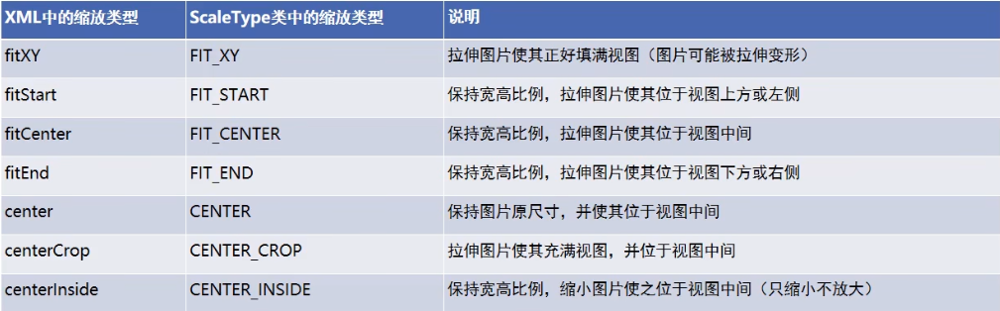 XML中的缩放类型 ScaleType类中的缩放类型 说明
fitXY FIT_XY 拉伸图片使其正好填满视图（图片可能被拉伸变形）
fitStart FIT_START 保持宽高比例，拉伸图片使其位于视图上方或左侧
fitCenter FIT_CENTER 保持宽高比例，拉伸图片使其位于视图中间
fitEnd FIT_END 保持宽高比例，拉伸图片使其位于视图下方或右侧
center CENTER 保持图片原尺寸，并使其位于视图中间
centerCrop CENTER_CROP 拉伸图片使其充满视图，并位于视图中间
centerInside CENTER_INSIDE 保持宽高比例，缩小图片使之位于视图中间（只缩小不放大）